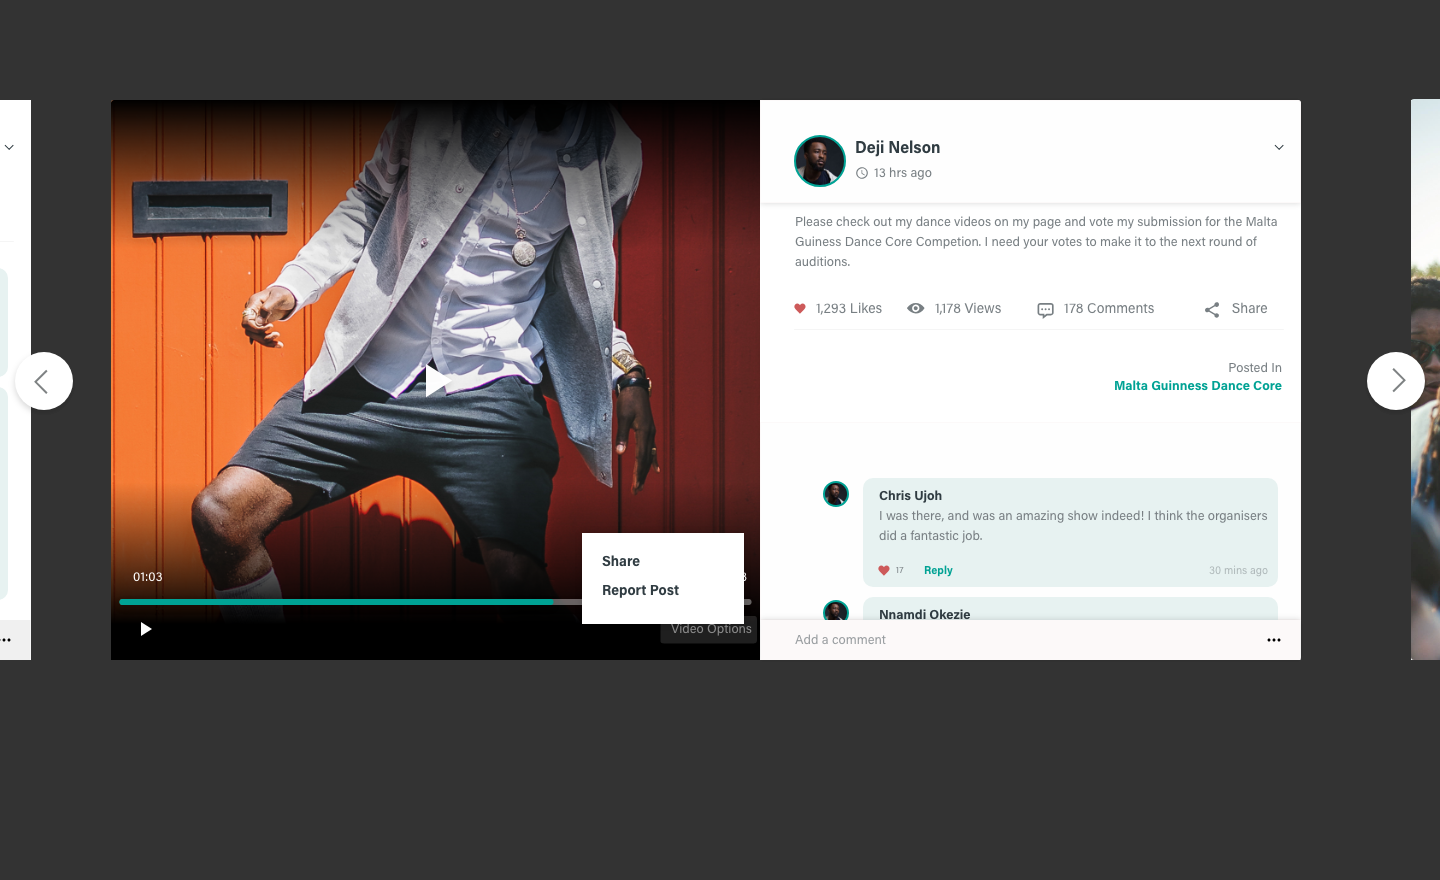 Deji Nelson
13 hrs ago
Please check out my dance videos on my page and vote my submission for the Malta
Guiness Dance Core Competion. I need your votes to make it to the next round of
auditions.
1,293 Likes
1,178 Views
178 Comments
Share
Posted In
Malta Guinness Dance Core
Chris Ujoh
I was there, and was an amazing show indeed! I think the organisers
did a fantastic job.
17
Reply
30 mins ago
Nnamdi Okezie
Add a comment
01:03
Share
Report Post
Video Options